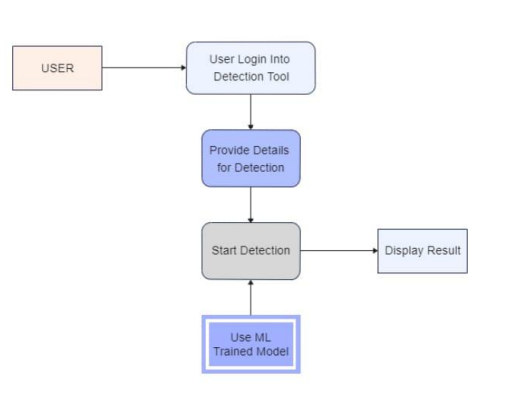 USER
User Login Into
Detection Tool
Provide Details
for Detection
Start Detection
Display Result
Use ML
Trained Model